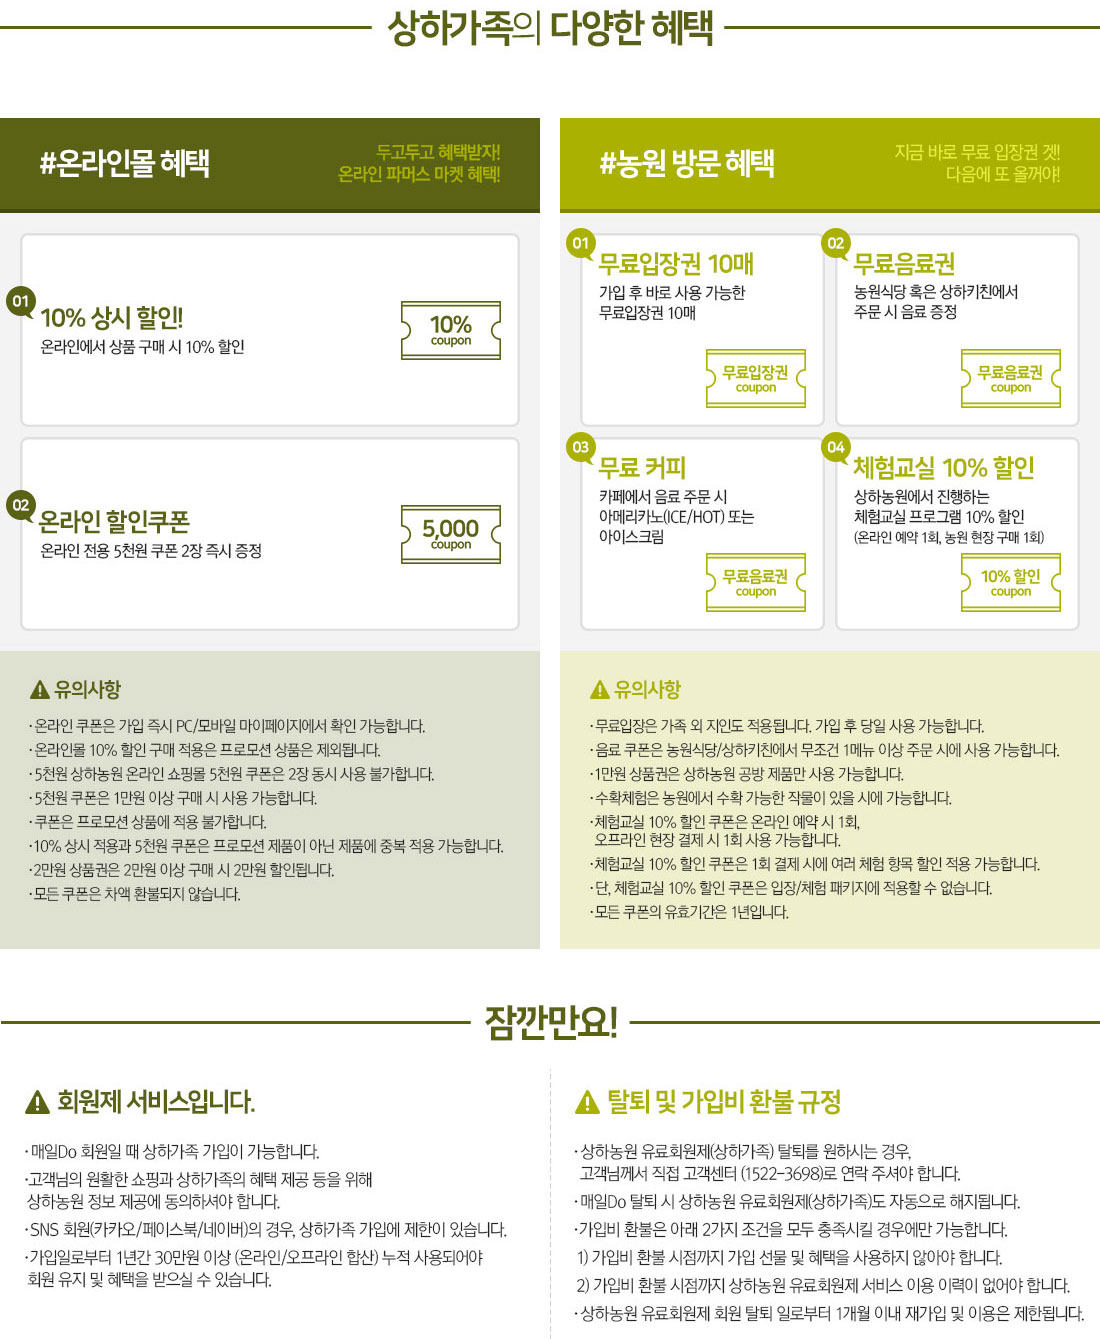 상하가족의 다양한 혜택
#온라인몰 혜택
두고두고 혜택받자!
온라인 파머스 마켓 혜택!
01
10% 상시 할인!
온라인에서 상품 구매 시 10% 할인
10%
coupon
02
온라인 할인쿠폰
온라인 전용 5천원 쿠폰 2장 즉시 증정
5,000
coupon
유의사항
·온라인 쿠폰은 가입 즉시 PC/모바일 마이페이지에서 확인 가능합니다.
·온라인몰 10% 할인 구매 적용은 프로모션 상품은 제외됩니다.
·5천원 상하농원 온라인 쇼핑몰 5천원 쿠폰은 2장 동시 사용 불가합니다.
·5천원 쿠폰은 1만원 이상 구매 시 사용 가능합니다.
·쿠폰은 프로모션 상품에 적용 불가합니다.
·10% 상시 적용과 5천원 쿠폰은 프로모션 제품이 아닌 제품에 중복 적용 가능합니다.
·2만원 상품권은 2만원 이상 구매 시 2만원 할인됩니다.
·모든 쿠폰은 차액 환불되지 않습니다.
#농원 방문 혜택
지금 바로 무료 입장권 겟!
다음에 또 올꺼야!
01
무료입장권 10매
가입 후 바로 사용 가능한
무료입장권 10매
무료입장권
coupon
02
무료음료권
농원식당 혹은 상하키친에서
주문 시 음료 증정
무료음료권
coupon
03
무료 커피
카페에서 음료 주문 시
아메리카노(ICE/HOT) 또는
아이스크림
무료음료권
coupon
04
체험교실 10% 할인
상하농원에서 진행하는
체험교실 프로그램 10% 할인
(온라인 예약 1회, 농원 현장 구매 1회)
10% 할인
coupon
유의사항
·무료입장은 가족 외 지인도 적용됩니다. 가입 후 당일 사용 가능합니다.
·음료 쿠폰은 농원식당/상하키친에서 무조건 1메뉴 이상 주문 시에 사용 가능합니다.
·1만원 상품권은 상하농원 공방 제품만 사용 가능합니다.
·수확체험은 농원에서 수확 가능한 작물이 있을 시에 가능합니다.
·체험교실 10% 할인 쿠폰은 온라인 예약 시 1회,
오프라인 현장 결제 시 1회 사용 가능합니다.
·체험교실 10% 할인 쿠폰은 1회 결제 시에 여러 체험 항목 할인 적용 가능합니다.
·단, 체험교실 10% 할인 쿠폰은 입장/체험 패키지에 적용할 수 없습니다.
·모든 쿠폰의 유효기간은 1년입니다.
잠깐만요!
회원제 서비스입니다.
·매일Do 회원일 때 상하가족 가입이 가능합니다.
·고객님의 원활한 쇼핑과 상하가족의 혜택 제공 등을 위해
상하농원 정보 제공에 동의하셔야 합니다.
·SNS 회원(카카오/페이스북/네이버)의 경우, 상하가족 가입에 제한이 있습니다.
·가입일로부터 1년간 30만원 이상 (온라인/오프라인 합산) 누적 사용되어야
회원 유지 및 혜택을 받으실 수 있습니다.
탈퇴 및 가입비 환불 규정
·상하농원 유료회원제(상하가족) 탈퇴를 원하시는 경우,
고객님께서 직접 고객센터 (1522-3698)로 연락 주셔야 합니다.
·매일Do 탈퇴 시 상하농원 유료회원제(상하가족)도 자동으로 해지됩니다.
·가입비 환불은 아래 2가지 조건을 모두 충족시킬 경우에만 가능합니다.
1) 가입비 환불 시점까지 가입 선물 및 혜택을 사용하지 않아야 합니다.
2) 가입비 환불 시점까지 상하농원 유료회원제 서비스 이용 이력이 없어야 합니다.
·상하농원 유료회원제 회원 탈퇴 일로부터 1개월 이내 재가입 및 이용은 제한됩니다.